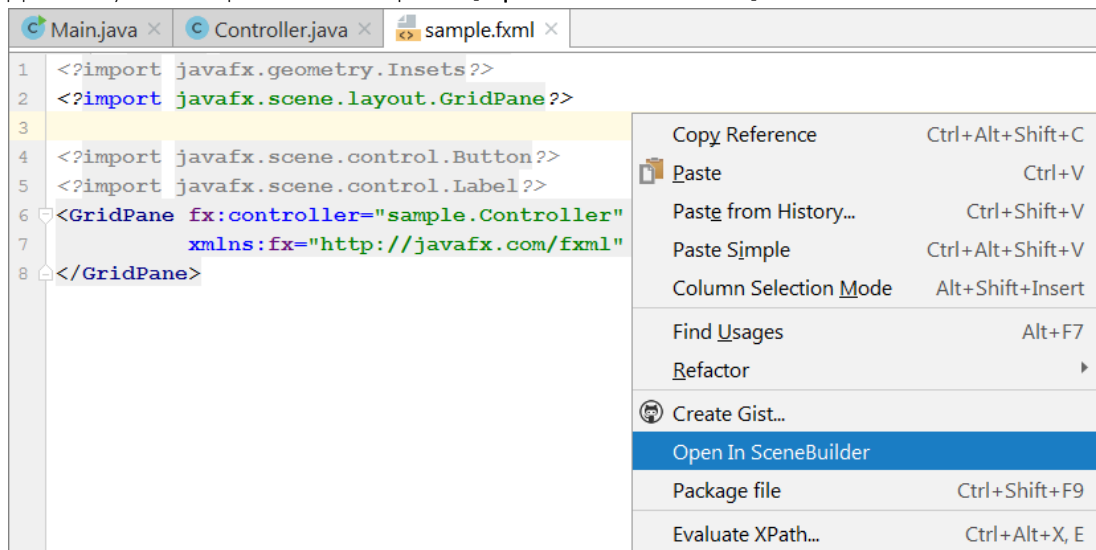 Main.java
Controller.java
sample.fxml
1 <?import javafx.geometry.Insets?>
2 <?import javafx.scene.layout.GridPane?>
3
4 <?import javafx.scene.control.Button?>
5 <?import javafx.scene.control.Label?>
6 <GridPane fx:controller="sample.Controller"
7 xmlns:fx="http://javafx.com/fxml"
8 </GridPane>
Copy Reference Ctrl+Alt+Shift+C
Paste Ctrl+V
Paste from History... Ctrl+Shift+V
Paste Simple Ctrl+Alt+Shift+V
Column Selection Mode Alt+Shift+Insert
Find Usages Alt+F7
Refactor
Create Gist...
Open In SceneBuilder
Package file Ctrl+Shift+F9
Evaluate XPath... Ctrl+Alt+X, E